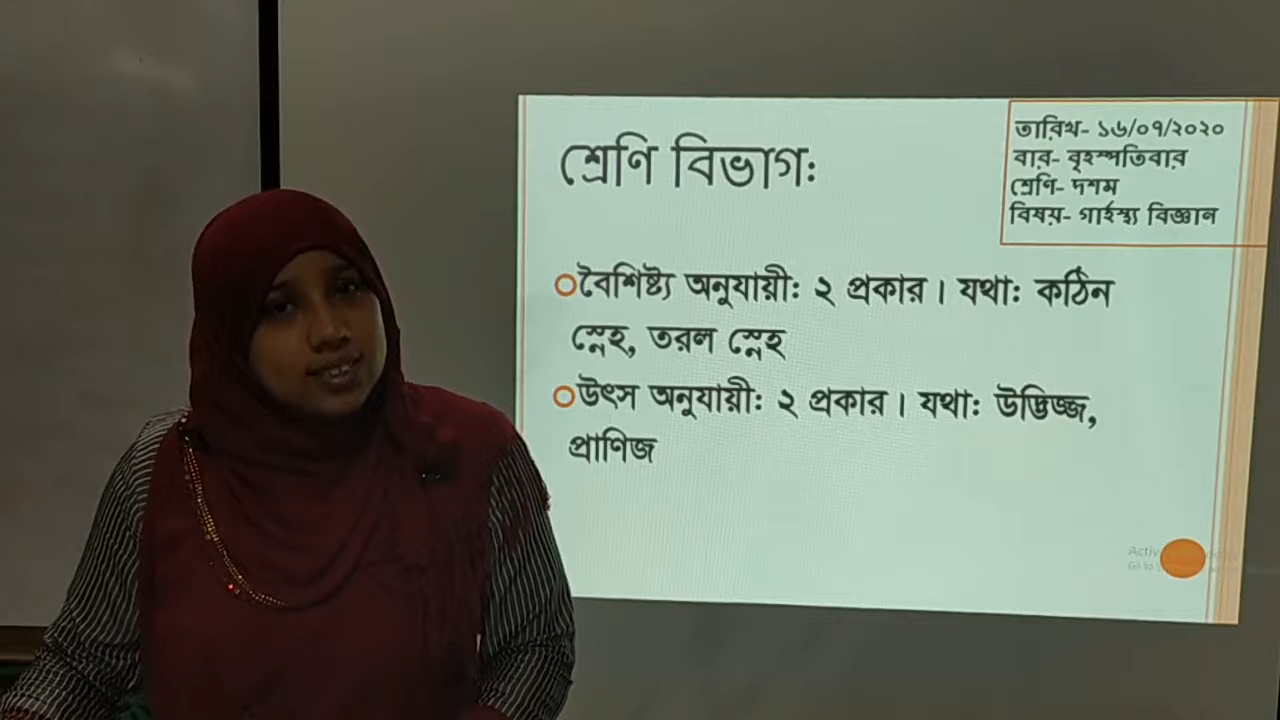 শ্রেণি বিভাগঃ
তারিখ- ১৬/০৭/২০২০
বার- বৃহস্পতিবার
শ্রেণি- দশম
বিষয়- গার্হস্থ্য বিজ্ঞান
বৈশিষ্ট্য অনুযায়ীঃ ২ প্রকার। যথাঃ কঠিন
স্নেহ, তরল স্নেহ
উৎস অনুযায়ীঃ ২ প্রকার। যথাঃ উদ্ভিজ্জ,
প্রাণিজ